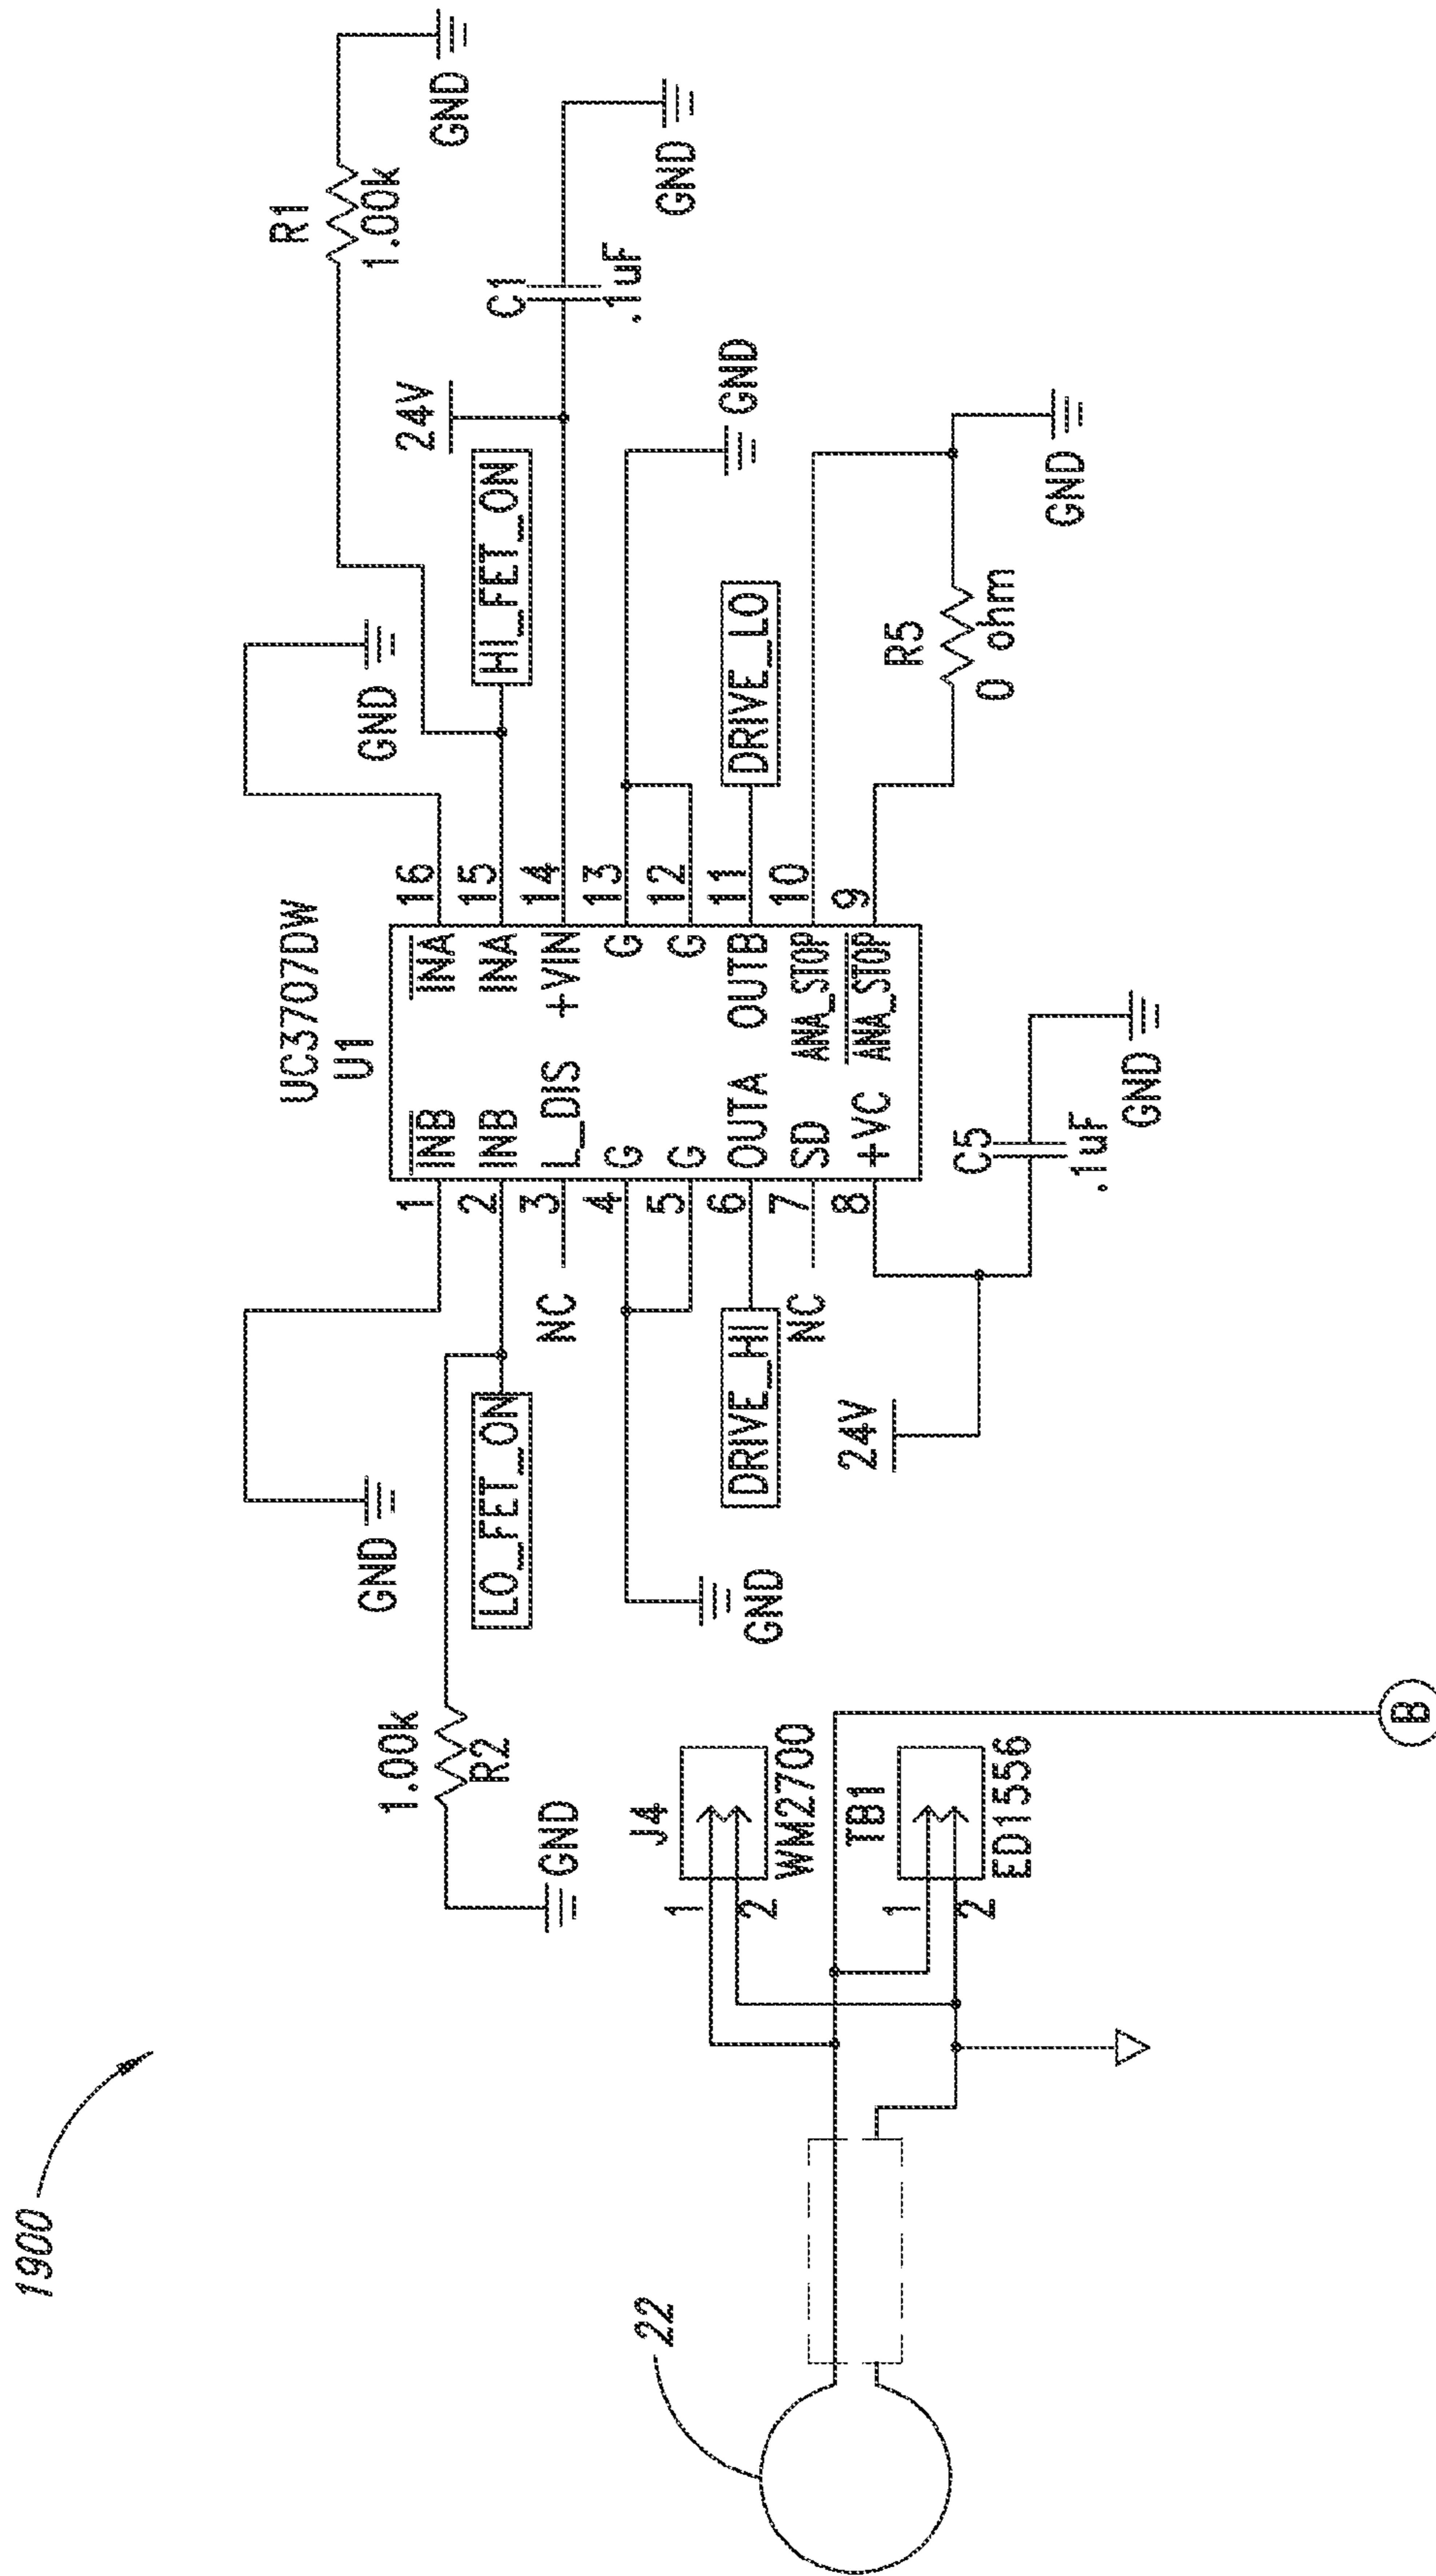 1900
22
UC3707DW
U1
1 INB
2 INB
3 L_DIS
4 G
5 G
6 OUTA
7 SD
8 +VC
INA 16
INA 15
+VIN 14
G 13
G 12
OUTB 11
ANA_STOP 10
ANA_STOP 9
GND
1.00k
R2
GND
LO_FET_ON
NC
GND
DRIVE_HI
NC
24V
C5
.1uF
GND
GND
R1
1.00k
GND
HI_FET_ON
24V
C1
.1uF
GND
GND
DRIVE_LO
R5
0 ohm
GND
J4
1
2
WM2700
TB1
1
2
ED1556
B